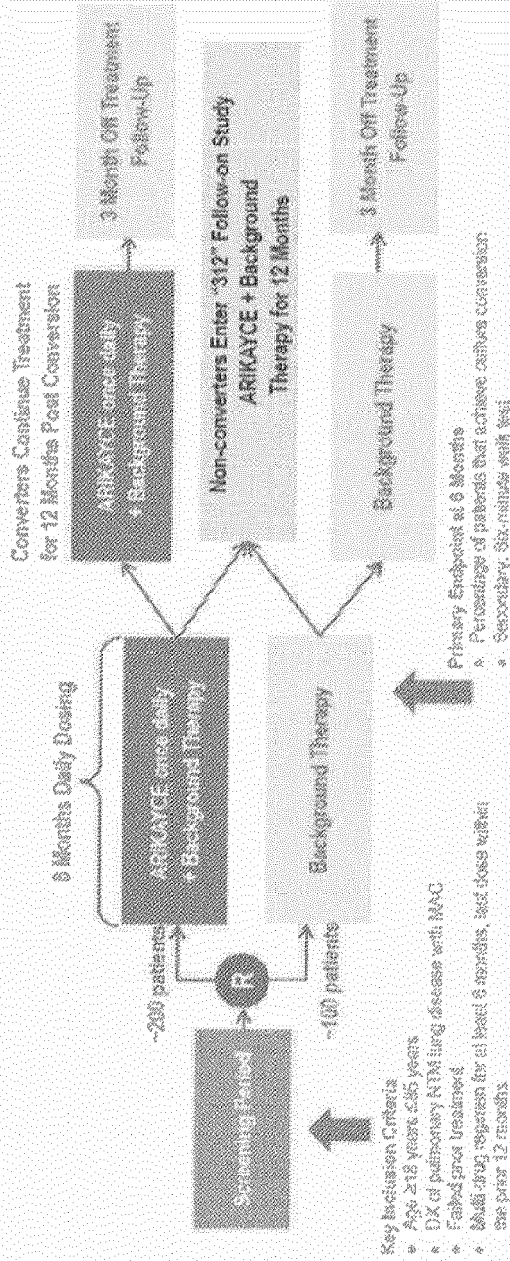 Converters Continue Treatment
for 12 Months Post Conversion
6 Months Daily Dosing
Screening Period
R
~200 patients
~100 patients
ARIKAYCE once daily
+ Background Therapy
Background Therapy
ARIKAYCE once daily
+ Background Therapy
3 Month Off Treatment
Follow-Up
Non-converters Enter "312" Follow-on Study
ARIKAYCE + Background
Therapy for 12 Months
Background Therapy
3 Month Off Treatment
Follow-Up
Key Inclusion Criteria
Age ≥18 years ≤85 years
DX of pulmonary NTM lung disease with MAC
Failed prior treatment
Multi-drug regimen for at least 6 months, last dose within
the prior 12 months
Primary Endpoint at 6 Months
Percentage of patients that achieve culture conversion
Secondary: Six-minute walk test